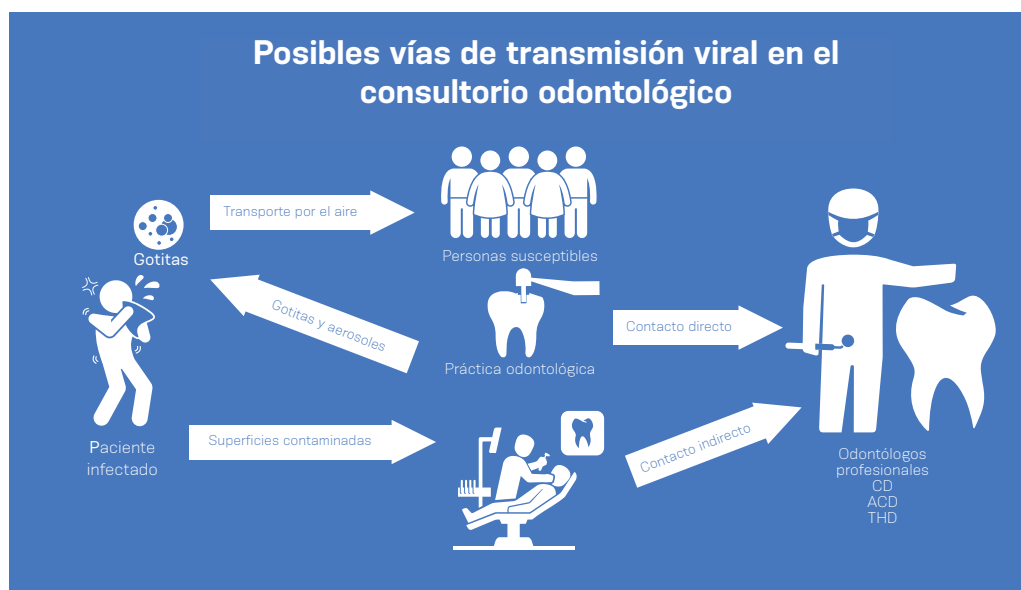 Posibles vías de transmisión viral en el
consultorio odontológico
Transporte por el aire
Gotitas
Personas susceptibles
Gotitas y aerosoles
Contacto directo
Práctica odontológica
Superficies contaminadas
Contacto indirecto
Paciente
infectado
Odontólogos
profesionales
CD
ACD
THD